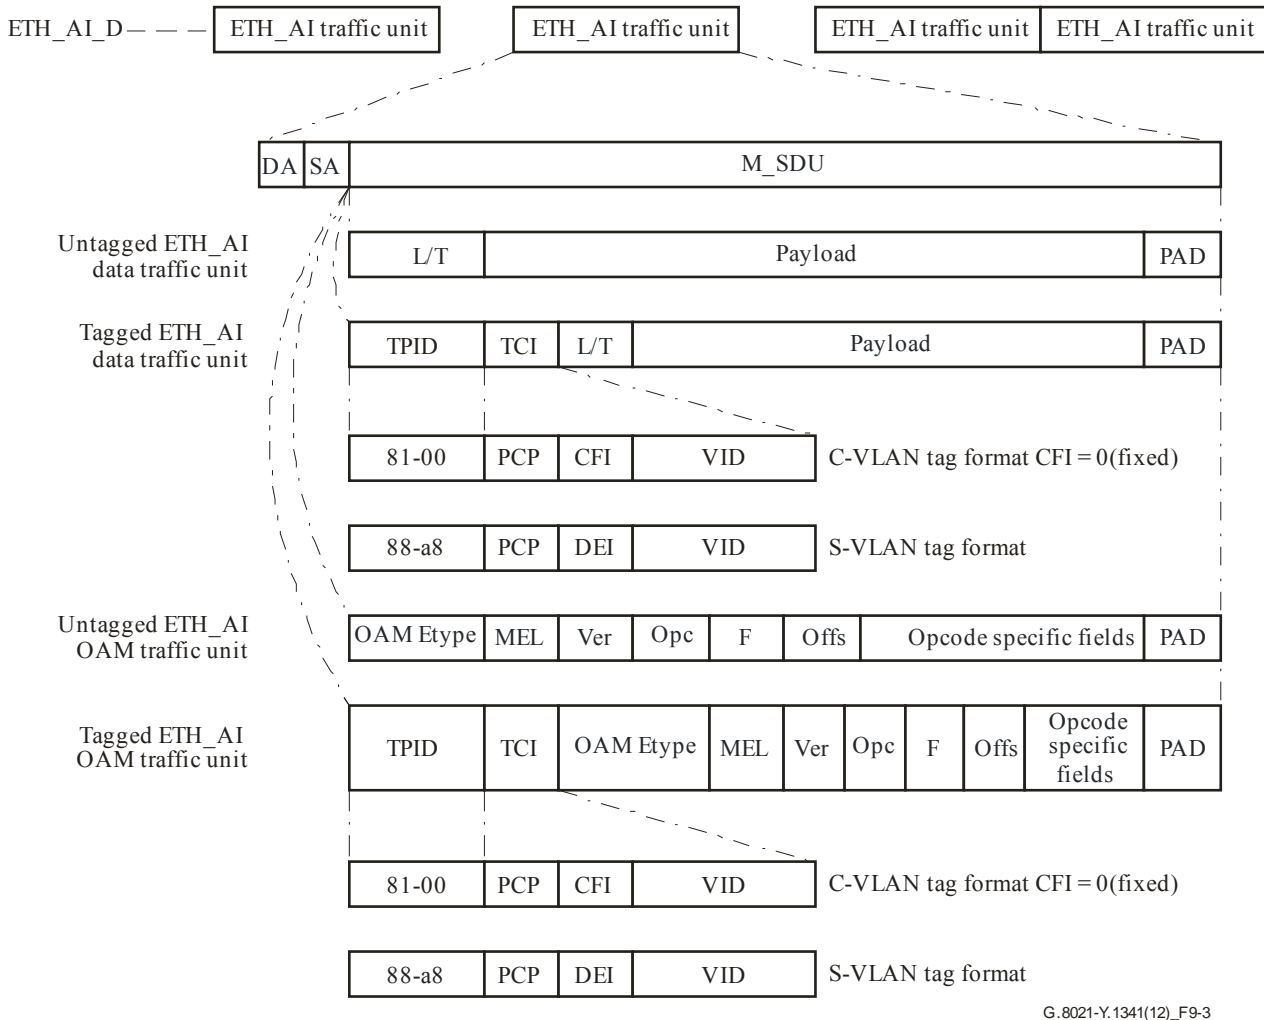 ETH_AI_D ETH_AI traffic unit ETH_AI traffic unit ETH_AI traffic unit ETH_AI traffic unit
DA SA M_SDU
Untagged ETH_AI
data traffic unit
L/T Payload PAD
Tagged ETH_AI
data traffic unit
TPID TCI L/T Payload PAD
81-00 PCP CFI VID C-VLAN tag format CFI = 0(fixed)
88-a8 PCP DEI VID S-VLAN tag format
Untagged ETH_AI
OAM traffic unit
OAM Etype MEL Ver Opc F Offs Opcode specific fields PAD
Tagged ETH_AI
OAM traffic unit
TPID TCI OAM Etype MEL Ver Opc F Offs
Opcode
specific
fields
PAD
81-00 PCP CFI VID C-VLAN tag format CFI = 0(fixed)
88-a8 PCP DEI VID S-VLAN tag format
G.8021-Y.1341(12)_F9-3